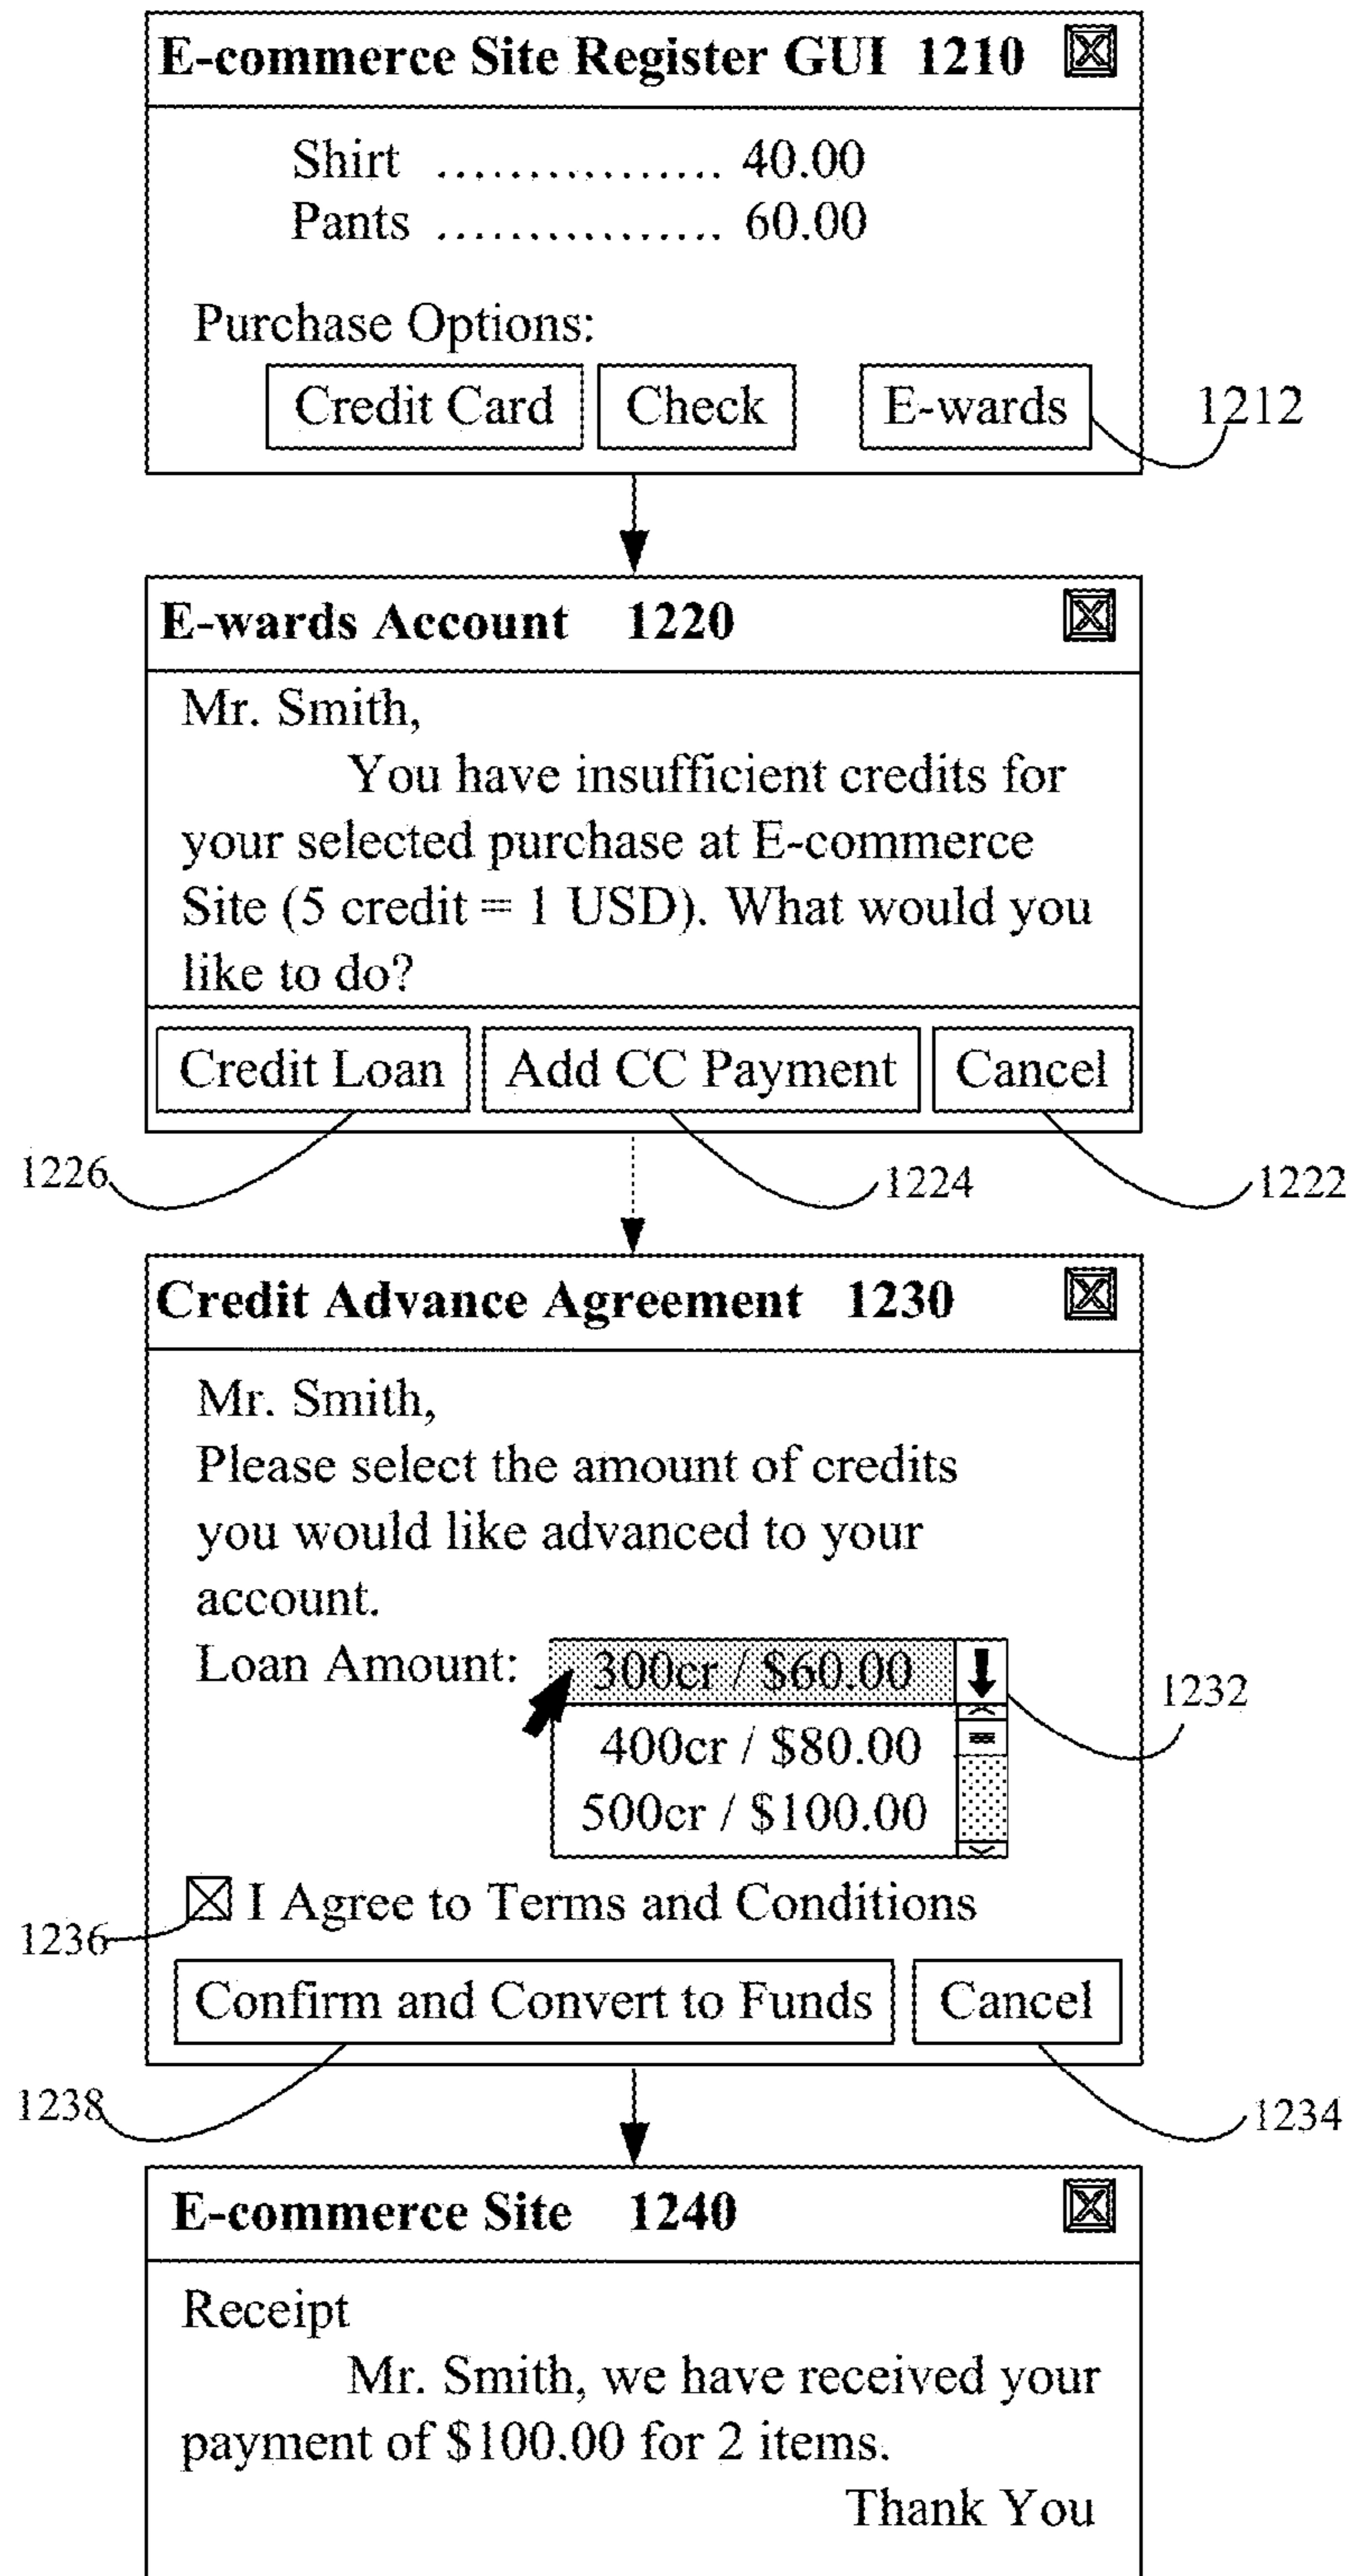 E-commerce Site Register GUI 1210
Shirt ................ 40.00
Pants ................ 60.00
Purchase Options:
Credit Card Check E-wards 1212
E-wards Account 1220
Mr. Smith,
You have insufficient credits for
your selected purchase at E-commerce
Site (5 credit = 1 USD). What would you
like to do?
Credit Loan Add CC Payment Cancel
1226 1224 1222
Credit Advance Agreement 1230
Mr. Smith,
Please select the amount of credits
you would like advanced to your
account.
Loan Amount: 300cr / $60.00
1232
400cr / $80.00
500cr / $100.00
I Agree to Terms and Conditions
1236
Confirm and Convert to Funds Cancel
1238 1234
E-commerce Site 1240
Receipt
Mr. Smith, we have received your
payment of $100.00 for 2 items.
Thank You